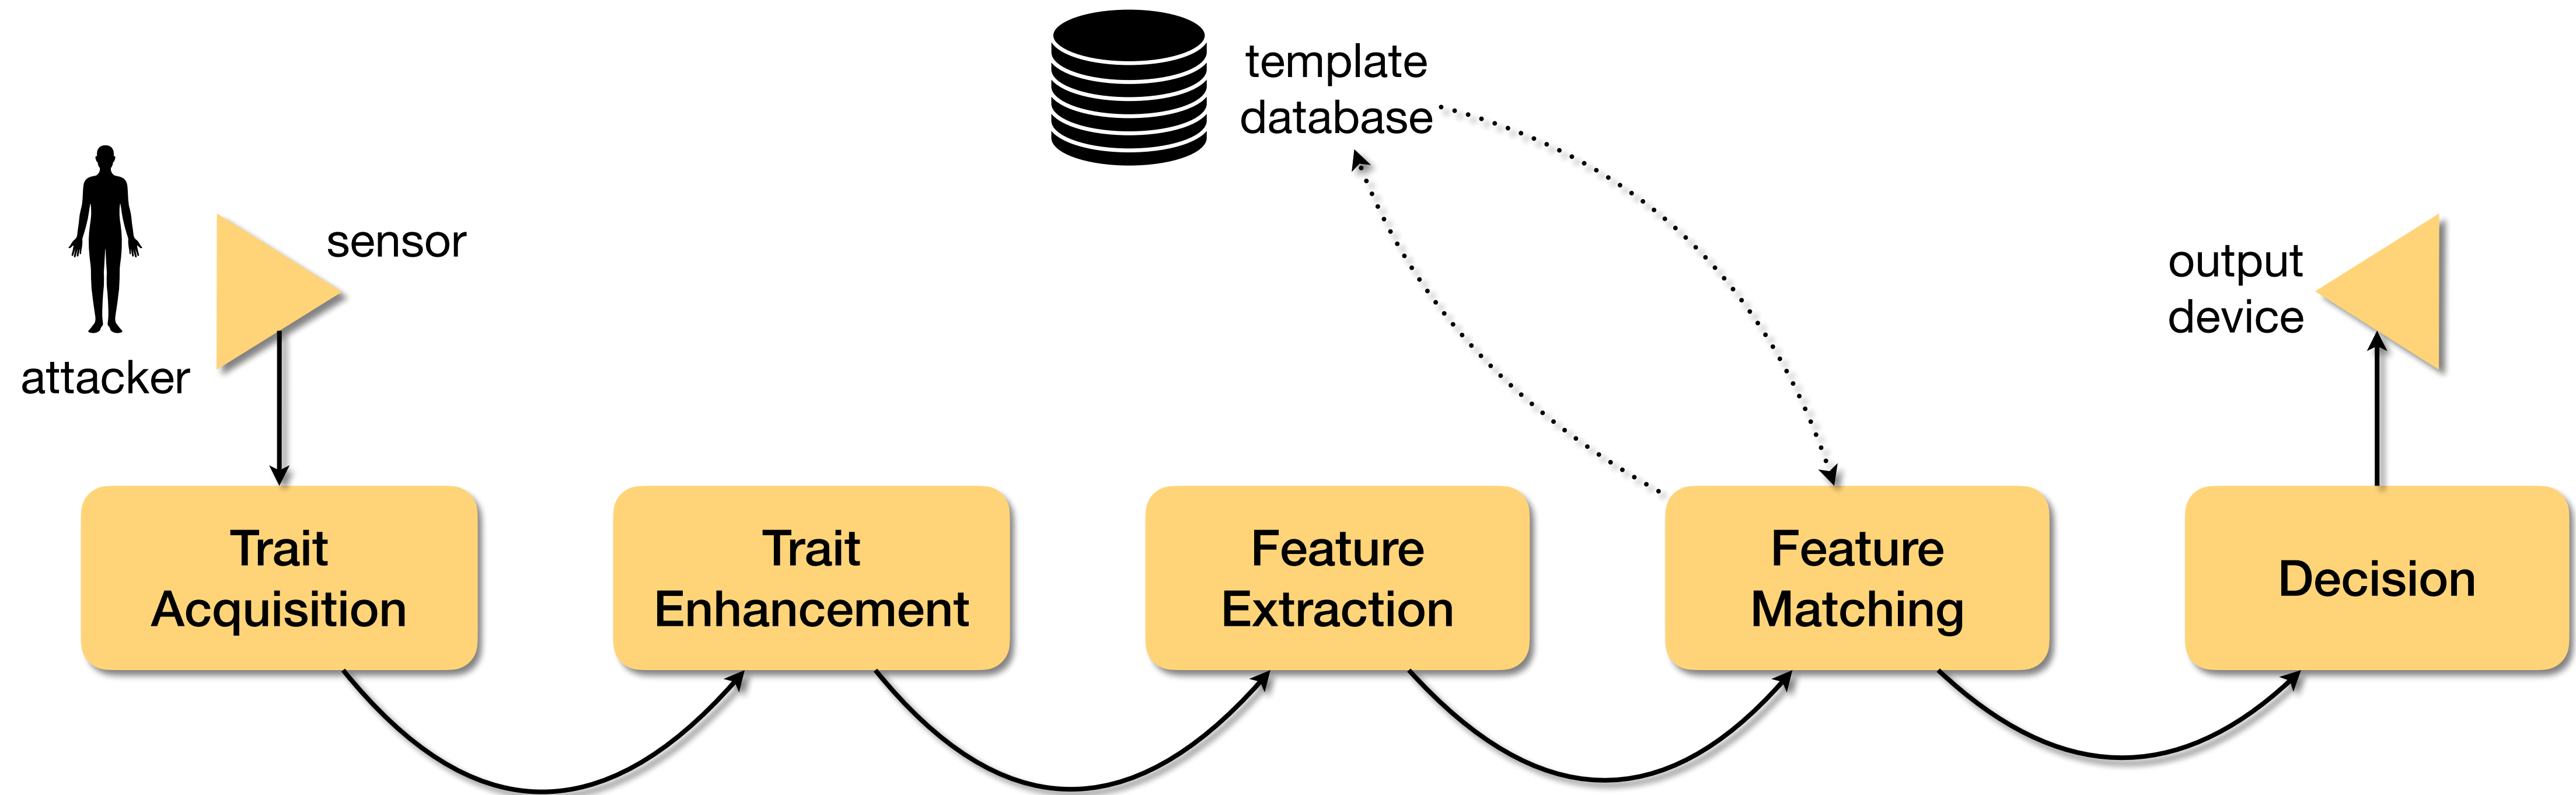 template
database
sensor
attacker
output
device
Trait
Acquisition
Trait
Enhancement
Feature
Extraction
Feature
Matching
Decision